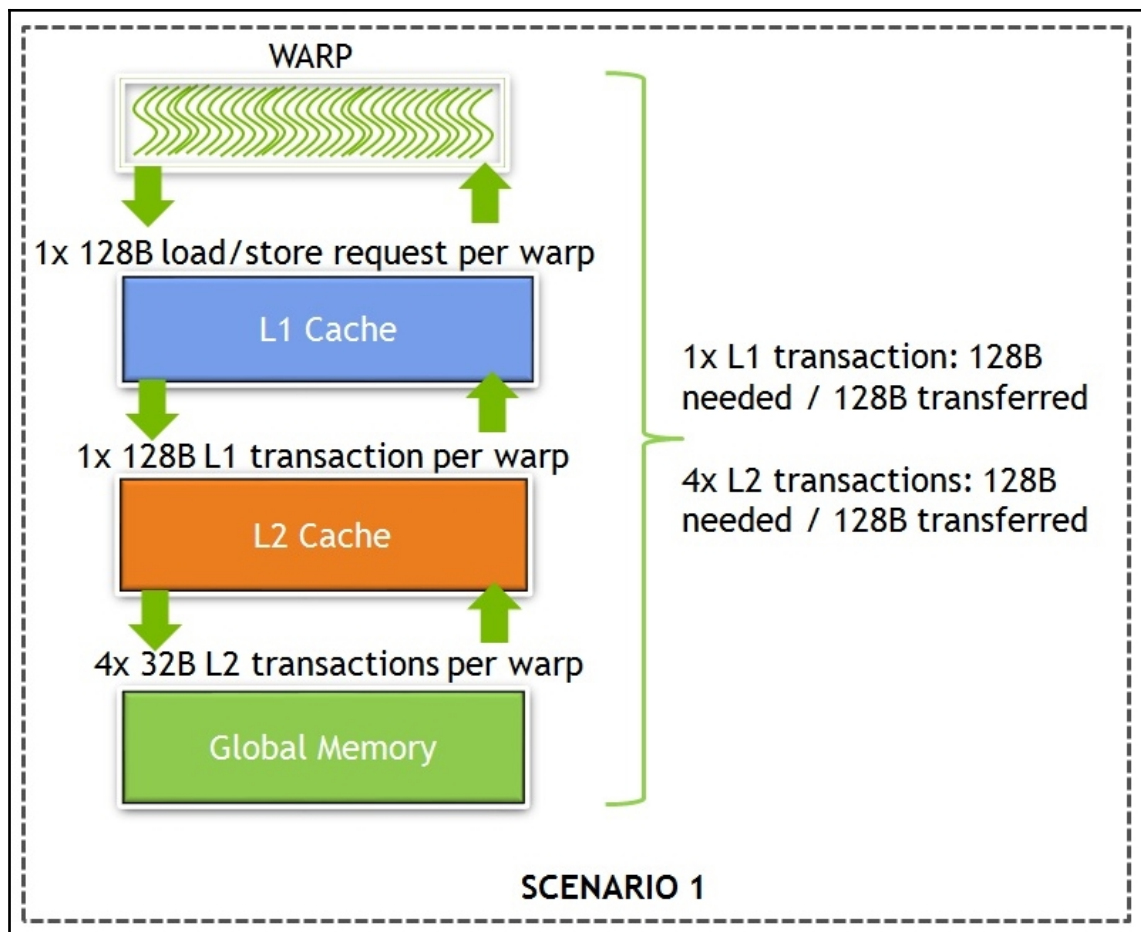 WARP
1x 128B load/store request per warp
L1 Cache
1x 128B L1 transaction per warp
L2 Cache
4x 32B L2 transactions per warp
Global Memory
1x L1 transaction: 128B
needed / 128B transferred
4x L2 transactions: 128B
needed / 128B transferred
SCENARIO 1